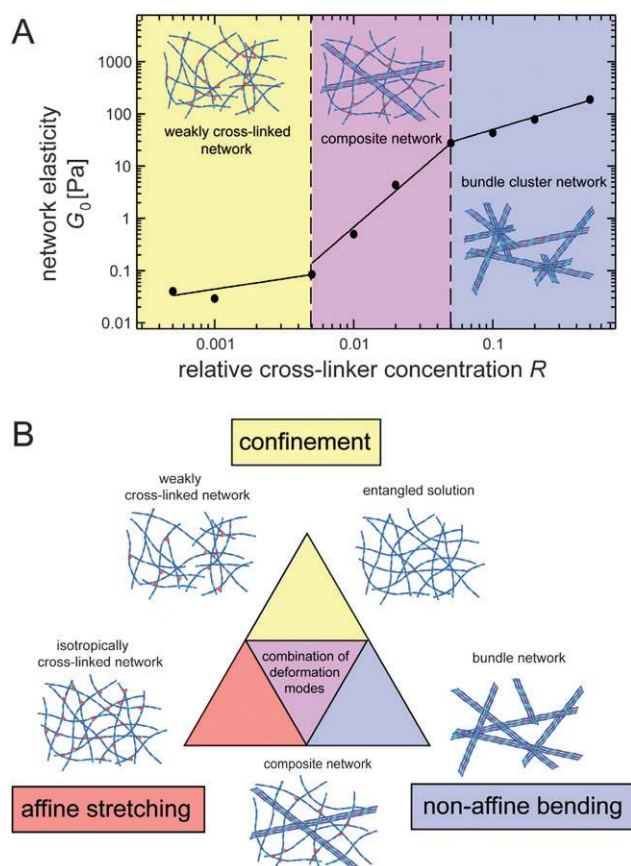 A
1000
100
10
1
0.1
0.01
network elasticity
G0 [Pa]
weakly cross-linked
network
composite network
bundle cluster network
0.001
0.01
0.1
relative cross-linker concentration R
B
confinement
weakly
cross-linked network
entangled solution
isotropically
cross-linked network
combination of
deformation
modes
bundle network
composite network
affine stretching
non-affine bending